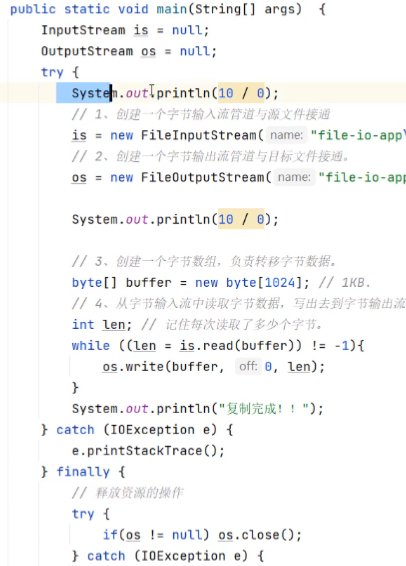 public static void main(String[] args)  {
    InputStream is = null;
    OutputStream os = null;
    try {
        System.out.println(10 / 0);
        // 1、创建一个字节输入流管道与源文件接通
        is = new FileInputStream( name: "file-io-app\
        // 2、创建一个字节输出流管道与目标文件接通。
        os = new FileOutputStream( name: "file-io-app

        System.out.println(10 / 0);

        // 3、创建一个字节数组，负责转移字节数据。
        byte[] buffer = new byte[1024]; // 1KB.
        // 4、从字节输入流中读取字节数据，写出去到字节输出流
        int len; // 记住每次读取了多少个字节。
        while ((len = is.read(buffer)) != -1){
            os.write(buffer, off: 0, len);
        }
        System.out.println("复制完成！！");
    } catch (IOException e) {
        e.printStackTrace();
    } finally {
        // 释放资源的操作
        try {
            if(os != null) os.close();
        } catch (IOException e) {